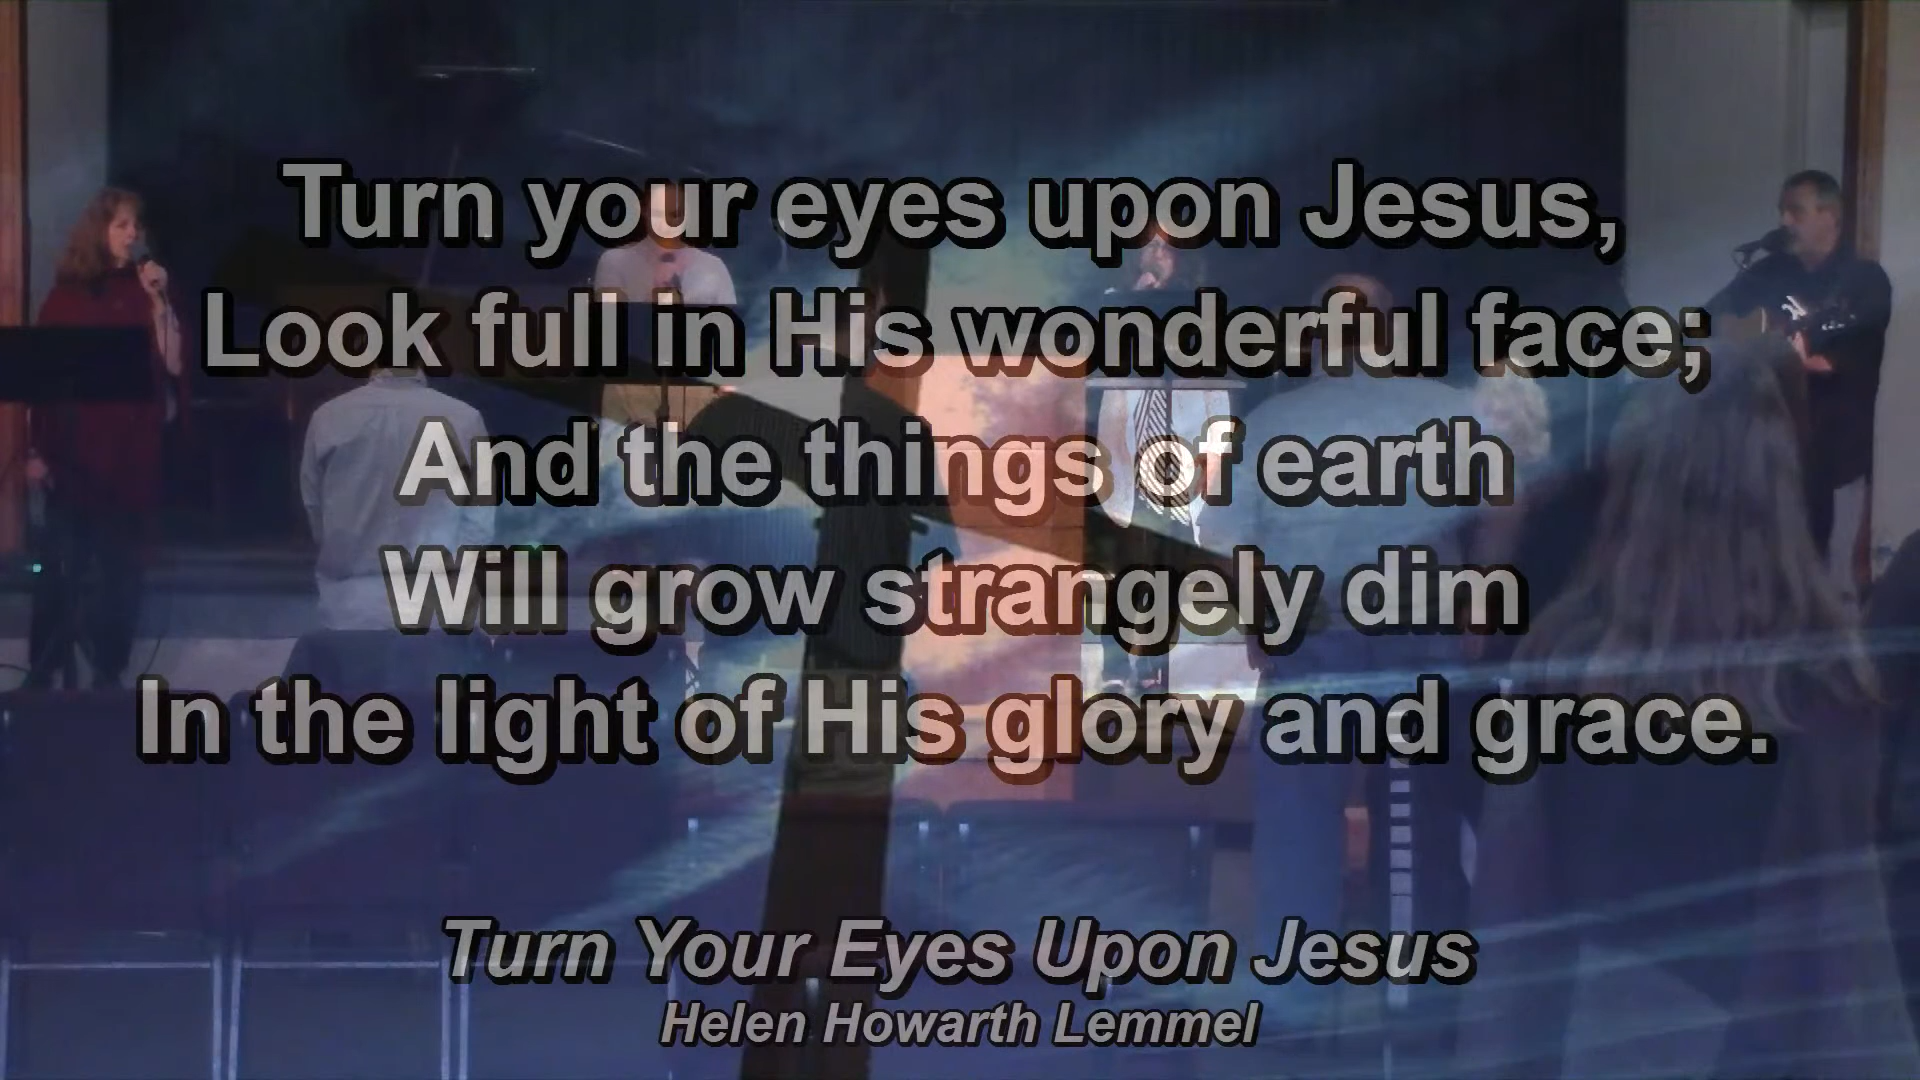 Turn your eyes upon Jesus,
Look full in His wonderful face;
And the things of earth
Will grow strangely dim
In the light of His glory and grace.
Turn Your Eyes Upon Jesus
Helen Howarth Lemmel